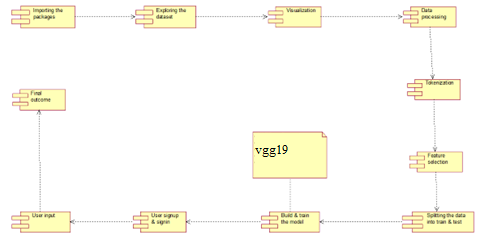 Importing the
packages
Exploring the
dataset
Visualization
Data
processing
Tokenization
Feature
selection
Splitting the data
into train & test
vgg19
Build & train
the model
User signup
& signin
User input
Final
outcome